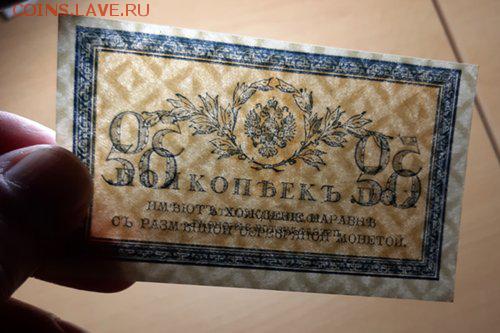 COINS.LAVE.RU
50 КОПѢЕКЪ 50
ИМѢЮТЪ ХОЖДЕНІЕ НАРАВНѢ
СЪ РАЗМѢННОЙ СЕРЕБРЯНОЙ МОНЕТОЙ.